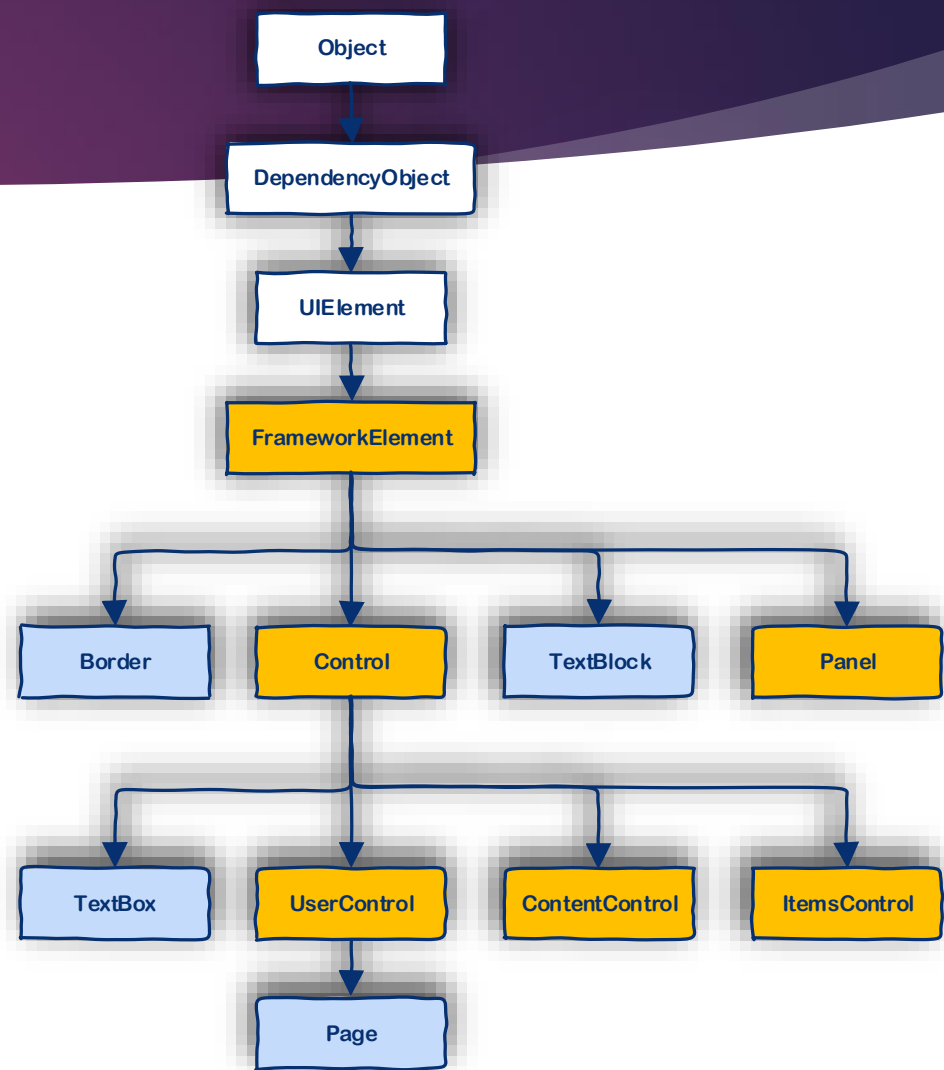 Object
DependencyObject
UIElement
FrameworkElement
Border
Control
TextBlock
Panel
TextBox
UserControl
ContentControl
ItemsControl
Page